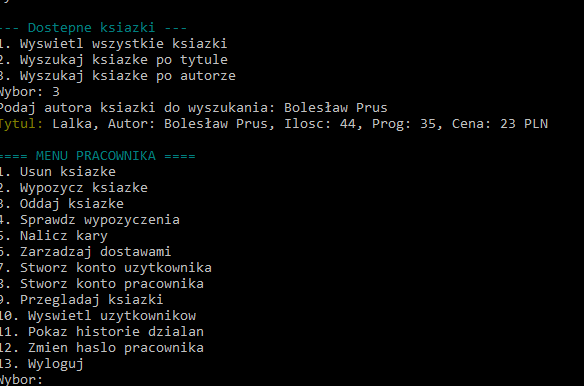 --- Dostepne ksiazki ---
1. Wyswietl wszystkie ksiazki
2. Wyszukaj ksiazke po tytule
3. Wyszukaj ksiazke po autorze
Wybor: 3
Podaj autora ksiazki do wyszukania: Bolesław Prus
Tytul: Lalka, Autor: Bolesław Prus, Ilosc: 44, Prog: 35, Cena: 23 PLN
==== MENU PRACOWNIKA ====
1. Usun ksiazke
2. Wypozycz ksiazke
3. Oddaj ksiazke
4. Sprawdz wypozyczenia
5. Nalicz kary
6. Zarzadzaj dostawami
7. Stworz konto uzytkownika
8. Stworz konto pracownika
9. Przegladaj ksiazki
10. Wyswietl uzytkownikow
11. Pokaz historie dzialan
12. Zmien haslo pracownika
13. Wyloguj
Wybor: